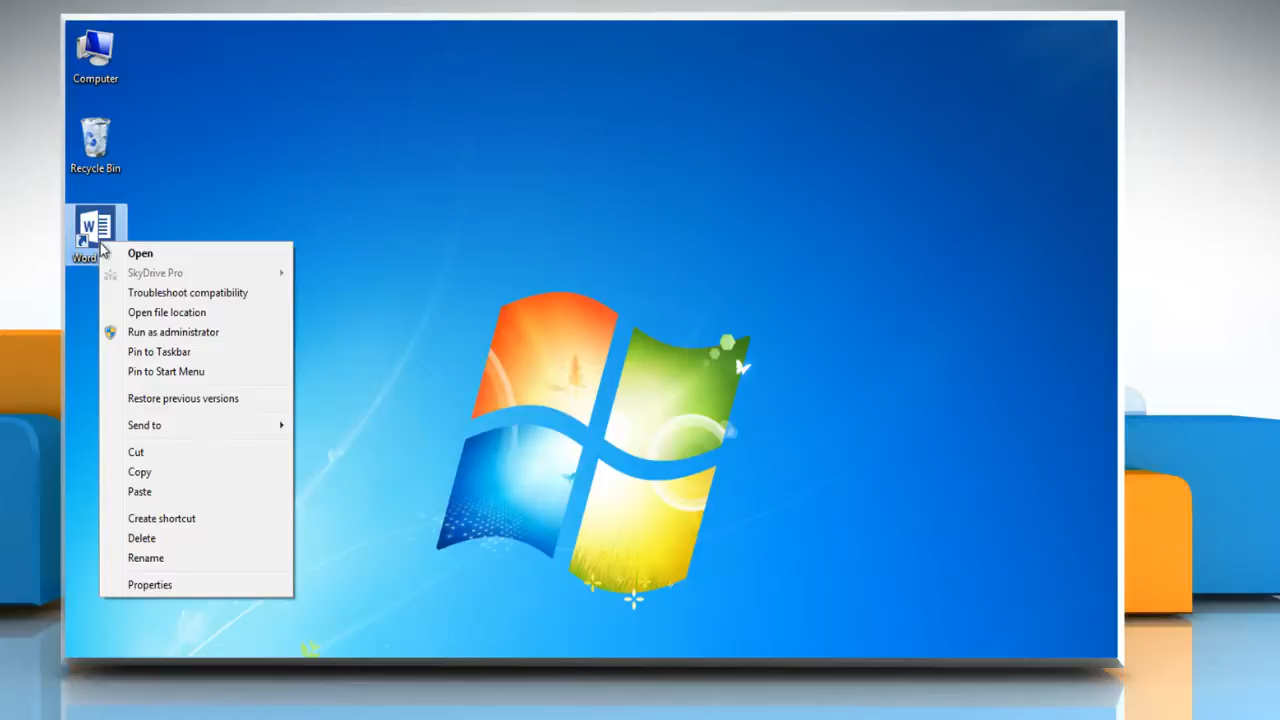 Computer
Recycle Bin
W
Word
Open
SkyDrive Pro
Troubleshoot compatibility
Open file location
Run as administrator
Pin to Taskbar
Pin to Start Menu
Restore previous versions
Send to
Cut
Copy
Paste
Create shortcut
Delete
Rename
Properties